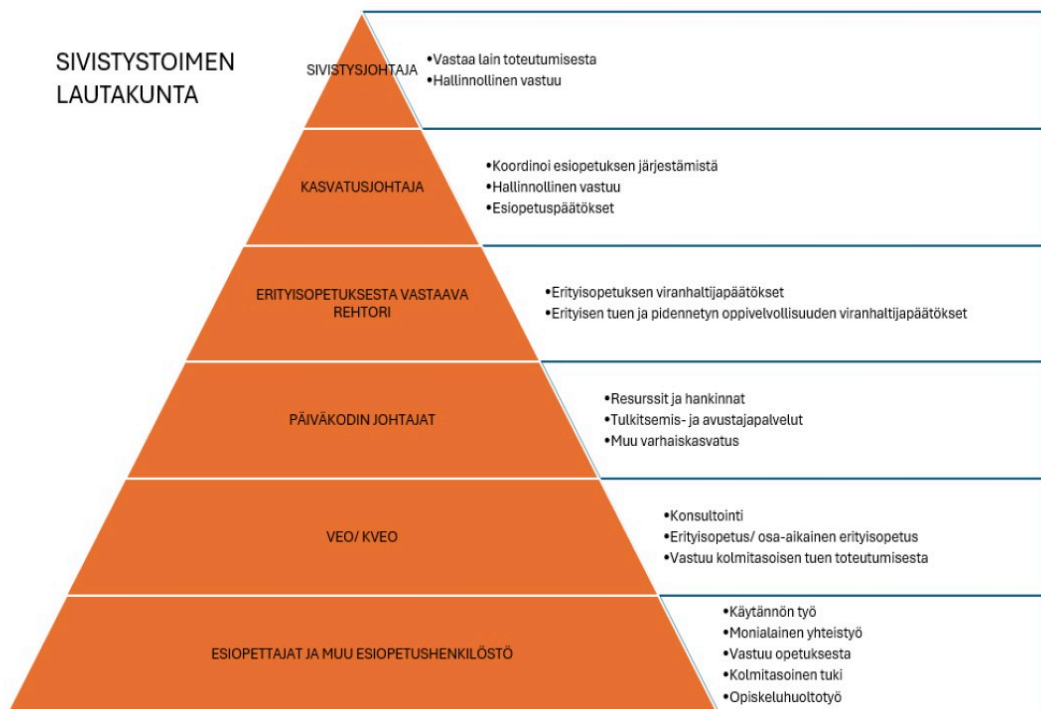 SIVISTYSTOIMEN
LAUTAKUNTA
SIVISTYSJOHTAJA
•Vastaa lain toteutumisesta
•Hallinnollinen vastuu
KASVATUSJOHTAJA
•Koordinoi esiopetuksen järjestämistä
•Hallinnollinen vastuu
•Esiopetuspäätökset
ERITYISOPETUKSESTA VASTAAVA
REHTORI
•Erityisopetuksen viranhaltijapäätökset
•Erityisen tuen ja pidennetyn oppivelvollisuuden viranhaltijapäätökset
PÄIVÄKODIN JOHTAJAT
•Resurssit ja hankinnat
•Tulkitsemis- ja avustajapalvelut
•Muu varhaiskasvatus
VEO/ KVEO
•Konsultointi
•Erityisopetus/ osa-aikainen erityisopetus
•Vastuu kolmitasoisen tuen toteutumisesta
ESIOPETTAJAT JA MUU ESIOPETUSHENKILÖSTÖ
•Käytännön työ
•Monialainen yhteistyö
•Vastuu opetuksesta
•Kolmitasoinen tuki
•Opiskeluhuoltotyö